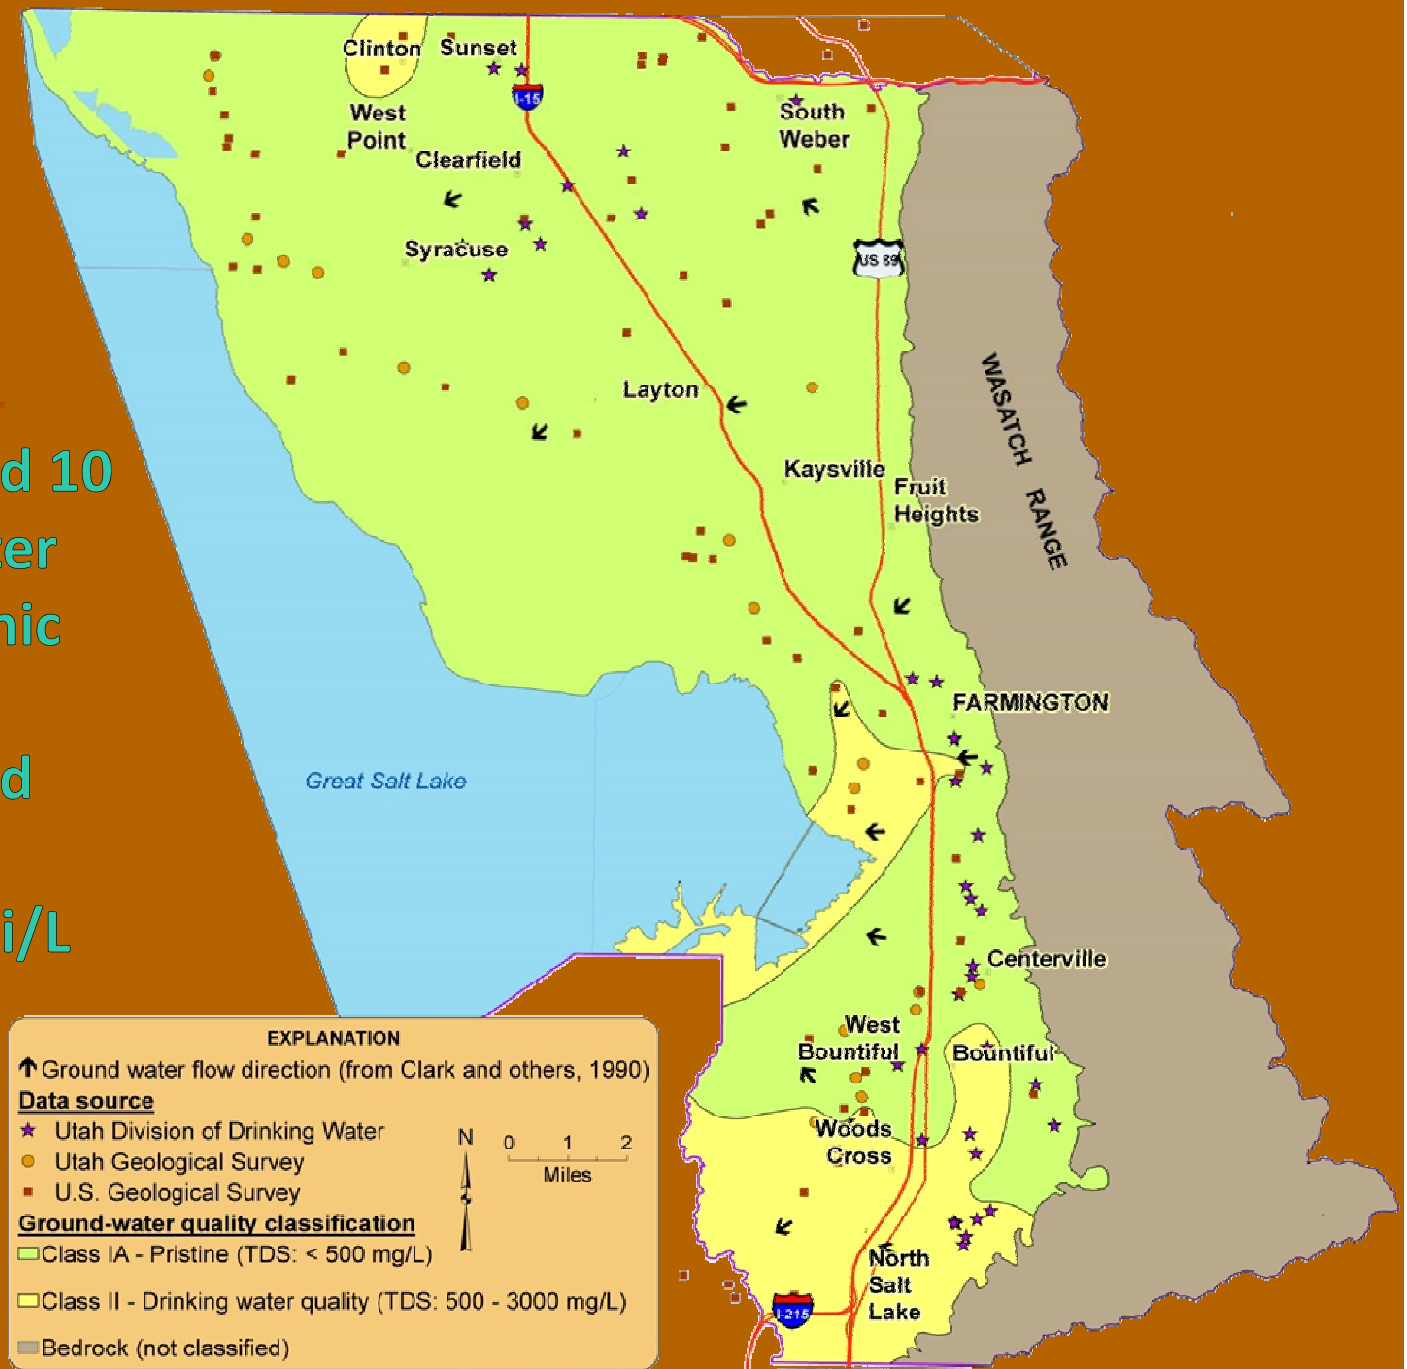 Clinton
Sunset
I-15
West
Point
South
Weber
Clearfield
Syracuse
US 89
WASATCH RANGE
Layton
d 10
Kaysville
Fruit
Heights
ter
nic
FARMINGTON
d
Great Salt Lake
i/L
Centerville
West
Bountiful
Bountiful
Woods
Cross
North
Salt
Lake
I-215
EXPLANATION
Ground water flow direction (from Clark and others, 1990)
Data source
Utah Division of Drinking Water
Utah Geological Survey
U.S. Geological Survey
N
0 1 2
Miles
Ground-water quality classification
Class IA - Pristine (TDS: < 500 mg/L)
Class II - Drinking water quality (TDS: 500 - 3000 mg/L)
Bedrock (not classified)